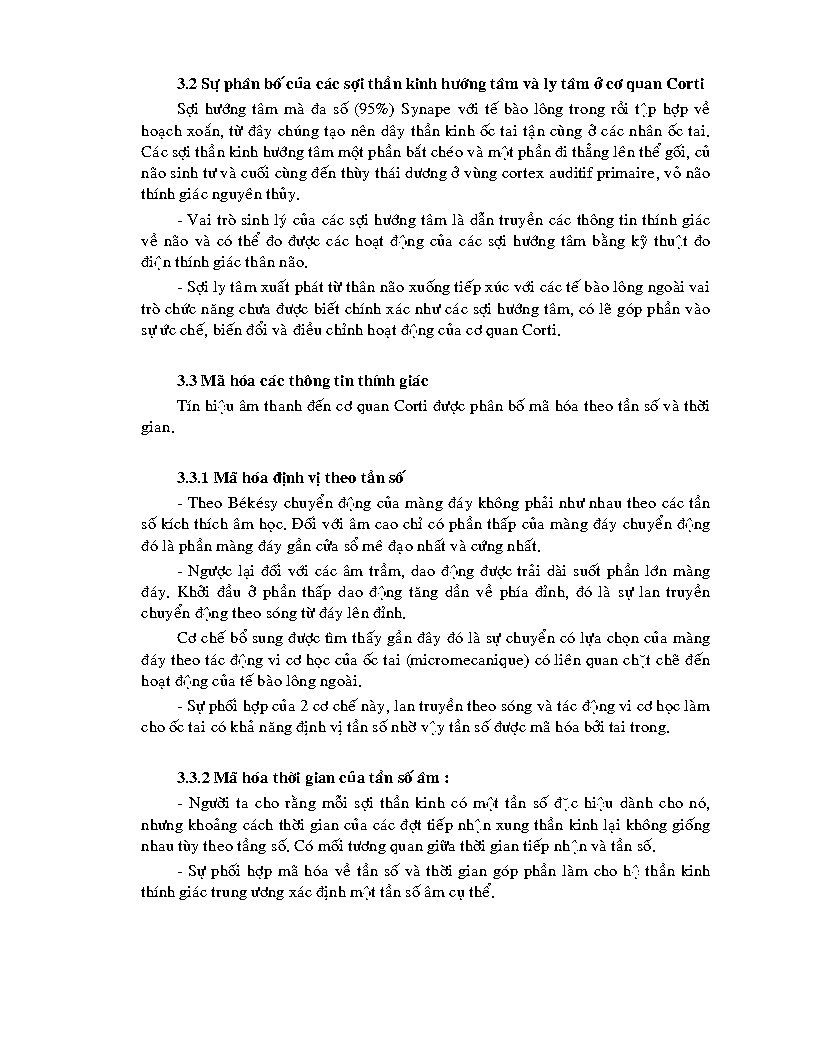 3.2 Sự phân bố của các sợi thần kinh hướng tâm và ly tâm ở cơ quan Corti
Sợi hướng tâm mà đa số (95%) Synape với tế bào lông trong rồi tập hợp về
hoạch xoắn, từ đây chúng tạo nên dây thần kinh ốc tai tận cùng ở các nhân ốc tai.
Các sợi thần kinh hướng tâm một phần bắt chéo và một phần đi thẳng lên thể gối, củ
não sinh tư và cuối cùng đến thùy thái dương ở vùng cortex auditif primaire, vỏ não
thính giác nguyên thủy.
- Vai trò sinh lý của các sợi hướng tâm là dẫn truyền các thông tin thính giác
về não và có thể đo được các hoạt động của các sợi hướng tâm bằng kỹ thuật đo
điện thính giác thân não.
- Sợi ly tâm xuất phát từ thân não xuống tiếp xúc với các tế bào lông ngoài vai
trò chức năng chưa được biết chính xác như các sợi hướng tâm, có lẽ góp phần vào
sự ức chế, biến đổi và điều chỉnh hoạt động của cơ quan Corti.
3.3 Mã hóa các thông tin thính giác
Tín hiệu âm thanh đến cơ quan Corti được phân bố mã hóa theo tần số và thời
gian.
3.3.1 Mã hóa định vị theo tần số
- Theo Békésy chuyển động của màng đáy không phải như nhau theo các tần
số kích thích âm học. Đối với âm cao chỉ có phần thấp của màng đáy chuyển động
đó là phần màng đáy gần cửa sổ mê đạo nhất và cứng nhất.
- Ngược lại đối với các âm trầm, dao động được trải dài suốt phần lớn màng
đáy. Khởi đầu ở phần thấp dao động tăng dần về phía đỉnh, đó là sự lan truyền
chuyển động theo sóng từ đáy lên đỉnh.
Cơ chế bổ sung được tìm thấy gần đây đó là sự chuyển có lựa chọn của màng
đáy theo tác động vi cơ học của ốc tai (micromecanique) có liên quan chặt chẽ đến
hoạt động của tế bào lông ngoài.
- Sự phối hợp của 2 cơ chế này, lan truyền theo sóng và tác động vi cơ học làm
cho ốc tai có khả năng định vị tần số nhờ vậy tần số được mã hóa bởi tai trong.
3.3.2 Mã hóa thời gian của tần số âm :
- Người ta cho rằng mỗi sợi thần kinh có một tần số đặc hiệu dành cho nó,
nhưng khoảng cách thời gian của các đợt tiếp nhận xung thần kinh lại không giống
nhau tùy theo tầng số. Có mối tương quan giữa thời gian tiếp nhận và tần số.
- Sự phối hợp mã hóa về tần số và thời gian góp phần làm cho hệ thần kinh
thính giác trung ương xác định một tần số âm cụ thể.